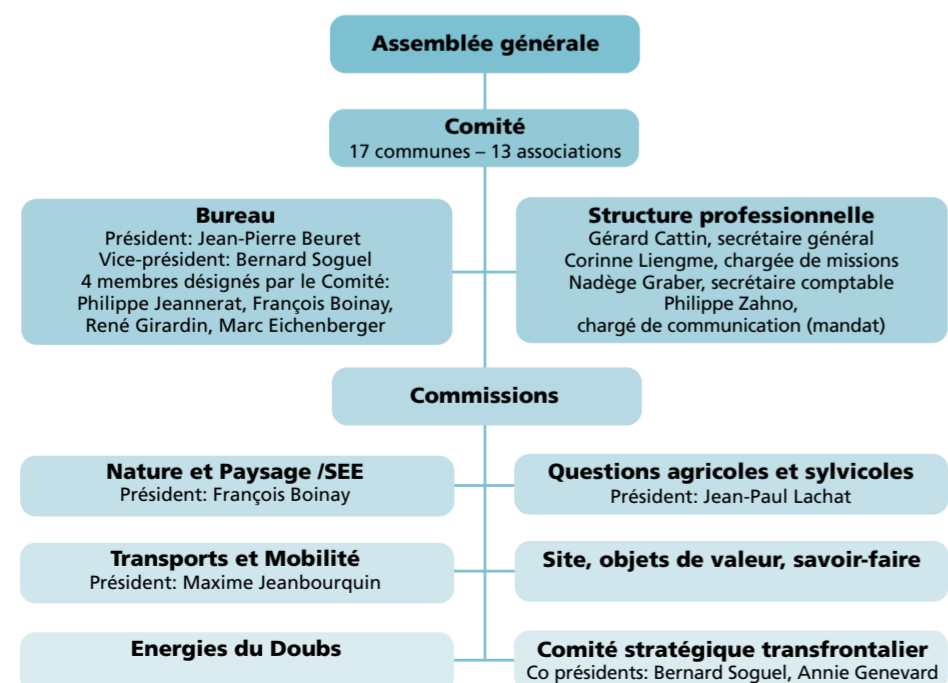 Assemblée générale
Comité
17 communes – 13 associations
Bureau
Président: Jean-Pierre Beuret
Vice-président: Bernard Soguel
4 membres désignés par le Comité:
Philippe Jeannerat, François Boinay,
René Girardin, Marc Eichenberger
Structure professionnelle
Gérard Cattin, secrétaire général
Corinne Liengme, chargée de missions
Nadège Graber, secrétaire comptable
Philippe Zahno,
chargé de communication (mandat)
Commissions
Nature et Paysage /SEE
Président: François Boinay
Questions agricoles et sylvicoles
Président: Jean-Paul Lachat
Transports et Mobilité
Président: Maxime Jeanbourquin
Site, objets de valeur, savoir-faire
Energies du Doubs
Comité stratégique transfrontalier
Co présidents: Bernard Soguel, Annie Genevard